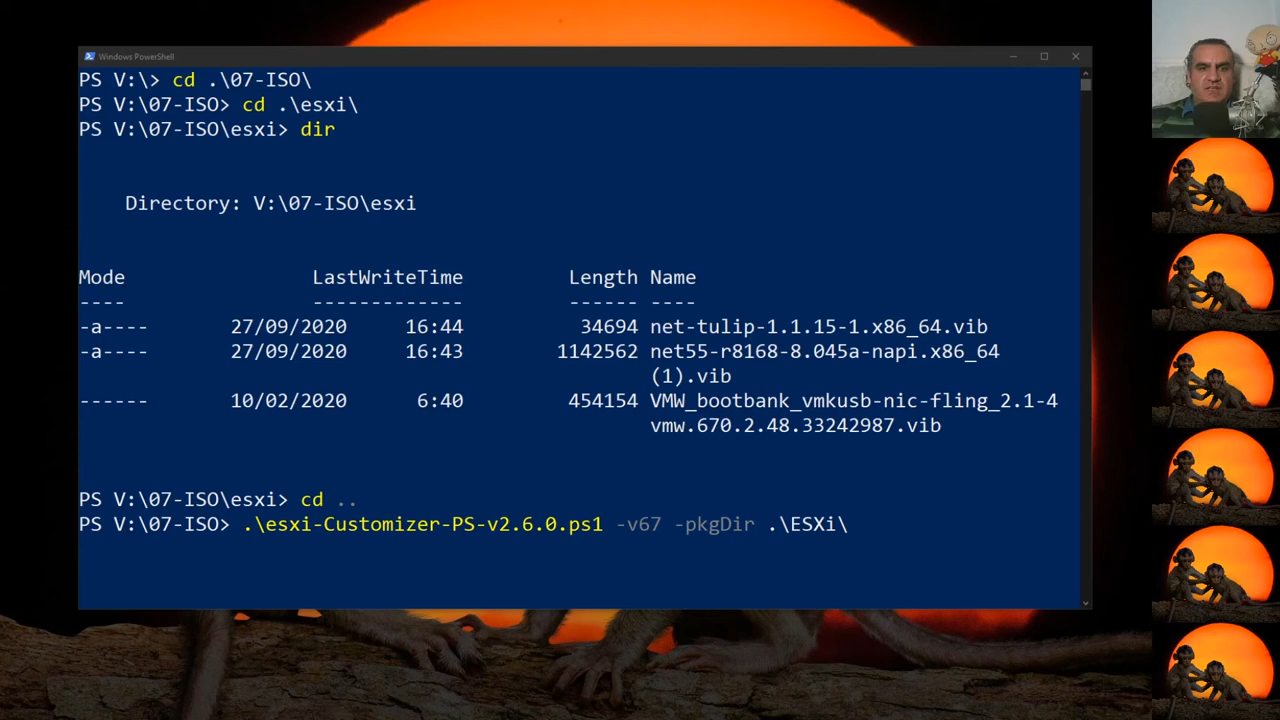 Windows PowerShell
PS V:\> cd .\07-ISO\
PS V:\07-ISO> cd .\esxi\
PS V:\07-ISO\esxi> dir
Directory: V:\07-ISO\esxi
Mode LastWriteTime Length Name
---- ------------- ------ ----
-a---- 27/09/2020 16:44 34694 net-tulip-1.1.15-1.x86_64.vib
-a---- 27/09/2020 16:43 1142562 net55-r8168-8.045a-napi.x86_64
(1).vib
------ 10/02/2020 6:40 454154 VMW_bootbank_vmkusb-nic-fling_2.1-4
vmw.670.2.48.33242987.vib
PS V:\07-ISO\esxi> cd ..
PS V:\07-ISO> .\esxi-Customizer-PS-v2.6.0.ps1 -v67 -pkgDir .\ESXi\